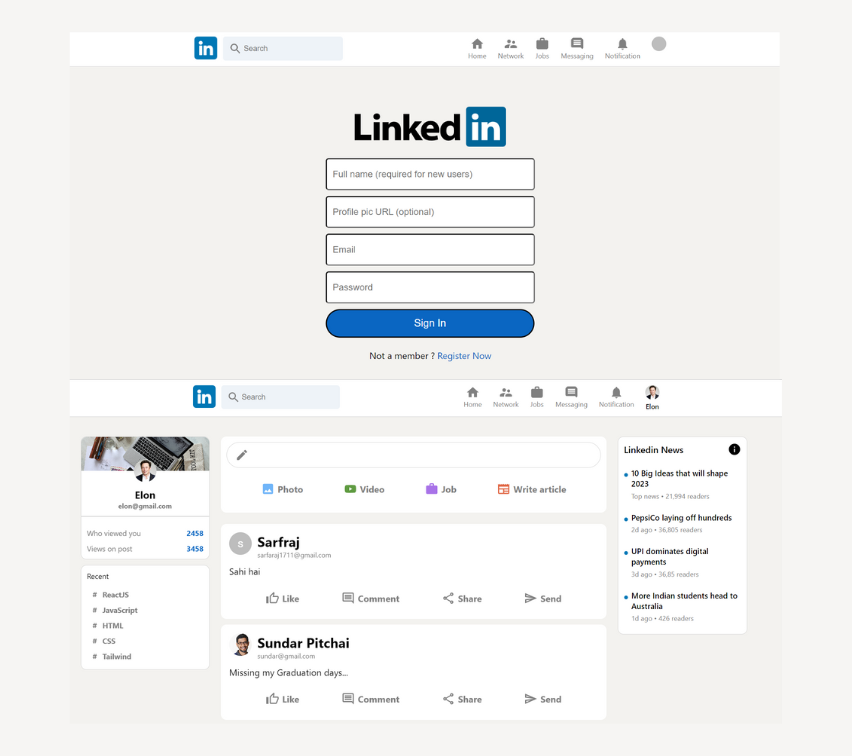 in Search
Home Network Jobs Messaging Notification
Linked in
Full name (required for new users)
Profile pic URL (optional)
Email
Password
Sign In
Not a member ? Register Now
in Search
Home Network Jobs Messaging Notification Elon
Elon
elon@gmail.com
Who viewed you 2458
Views on post 3458
Recent
# ReactJS
# JavaScript
# HTML
# CSS
# Tailwind
Photo Video Job Write article
S Sarfraj
sarfaraj1711@gmail.com
Sahi hai
Like Comment Share Send
Sundar Pitchai
sundar@gmail.com
Missing my Graduation days...
Like Comment Share Send
Linkedin News
10 Big Ideas that will shape
2023
Top news • 21,994 readers
PepsiCo laying off hundreds
2d ago • 36,805 readers
UPI dominates digital
payments
3d ago • 36,85 readers
More Indian students head to
Australia
1d ago • 426 readers